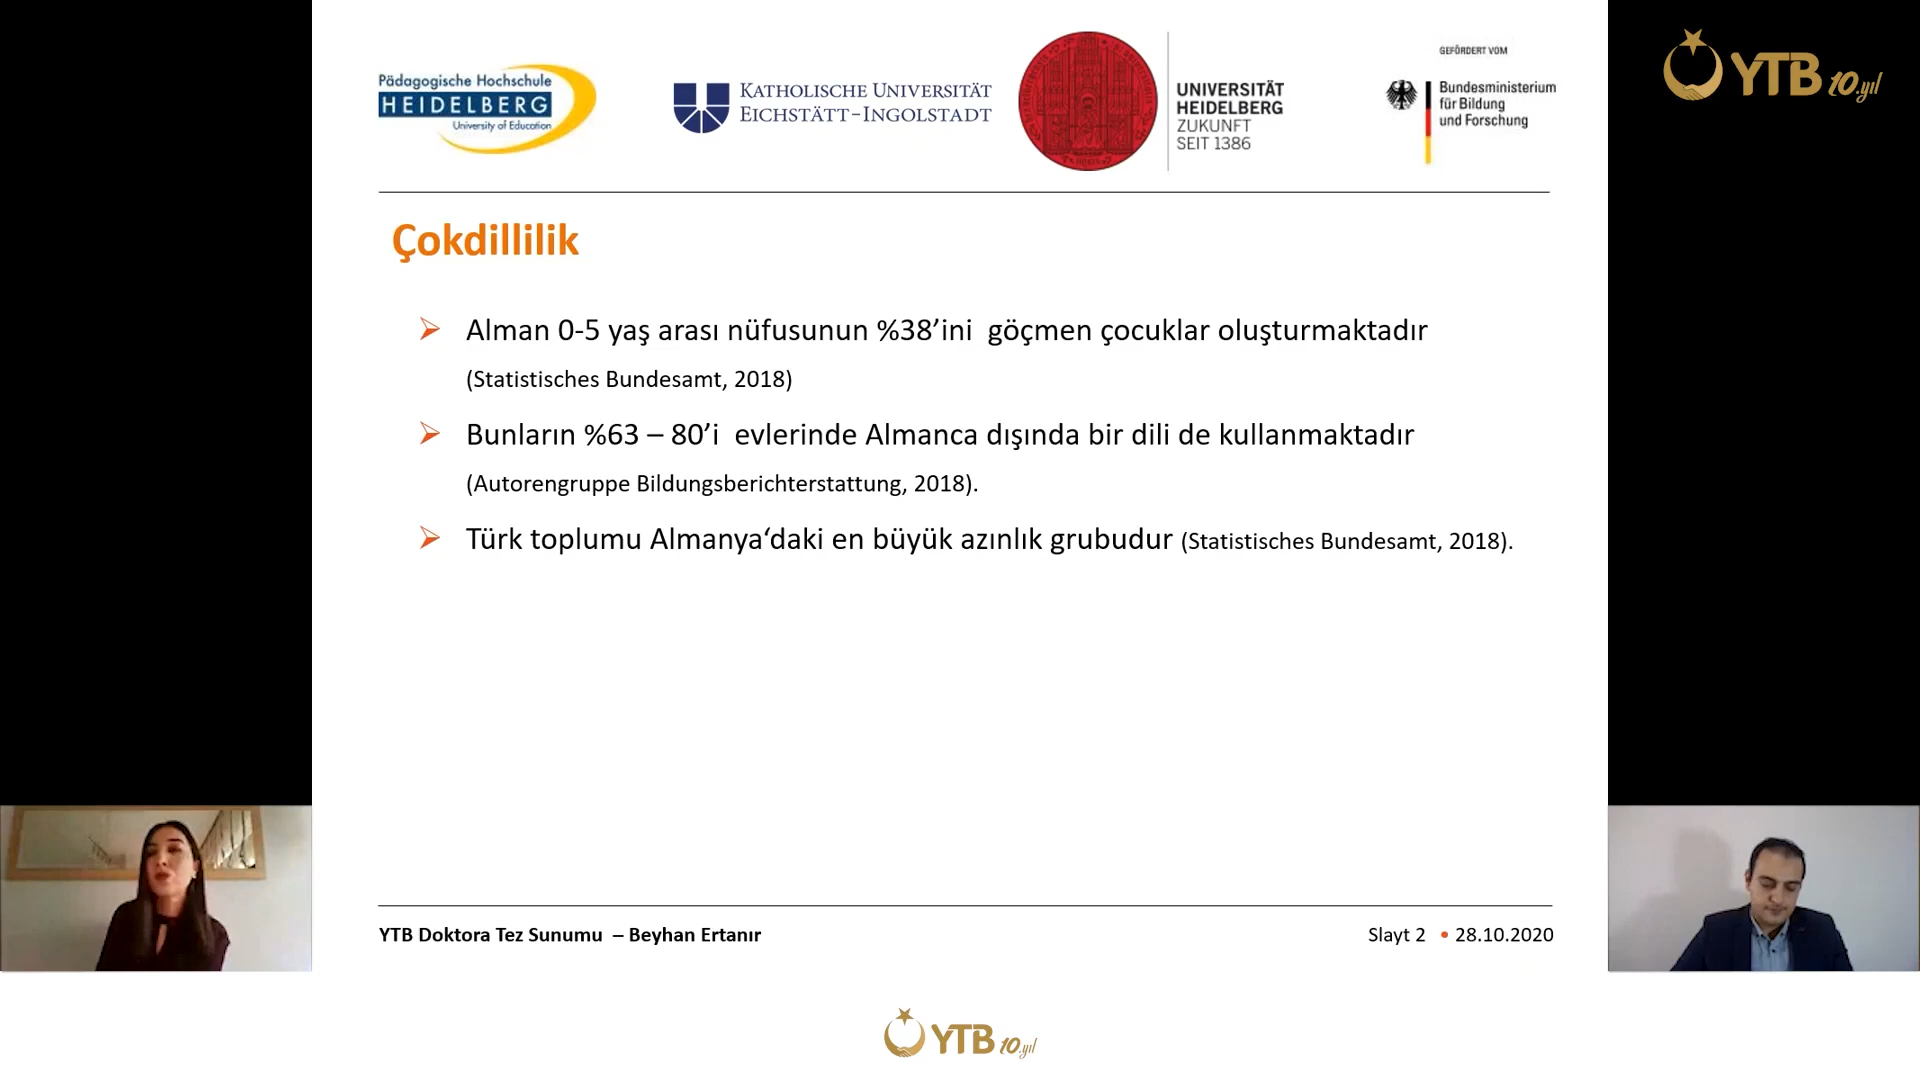 Pädagogische Hochschule
HEIDELBERG
University of Education
KATHOLISCHE UNIVERSITÄT
EICHSTÄTT-INGOLSTADT
UNIVERSITÄT
HEIDELBERG
ZUKUNFT
SEIT 1386
GEFÖRDERT VOM
Bundesministerium
für Bildung
und Forschung
YTB 10.yıl
Çokdillilik
Alman 0-5 yaş arası nüfusunun %38’ini  göçmen çocuklar oluşturmaktadır
(Statistisches Bundesamt, 2018)
Bunların %63 – 80’i  evlerinde Almanca dışında bir dili de kullanmaktadır
(Autorengruppe Bildungsberichterstattung, 2018).
Türk toplumu Almanya‘daki en büyük azınlık grubudur (Statistisches Bundesamt, 2018).
YTB Doktora Tez Sunumu  – Beyhan Ertanır
Slayt 2 • 28.10.2020
YTB 10.yıl